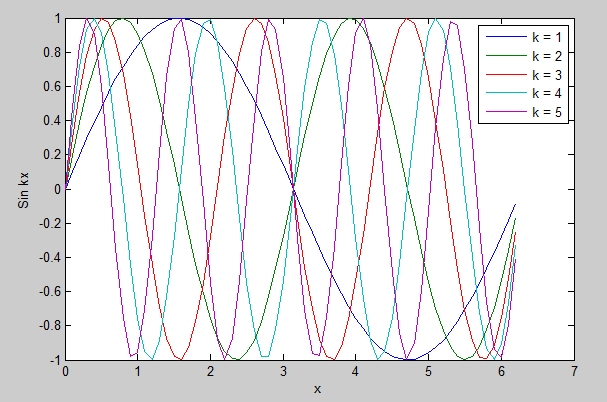 1
0.8
0.6
0.4
0.2
0
-0.2
-0.4
-0.6
-0.8
-1
Sin kx
0 1 2 3 4 5 6 7
x
k = 1
k = 2
k = 3
k = 4
k = 5